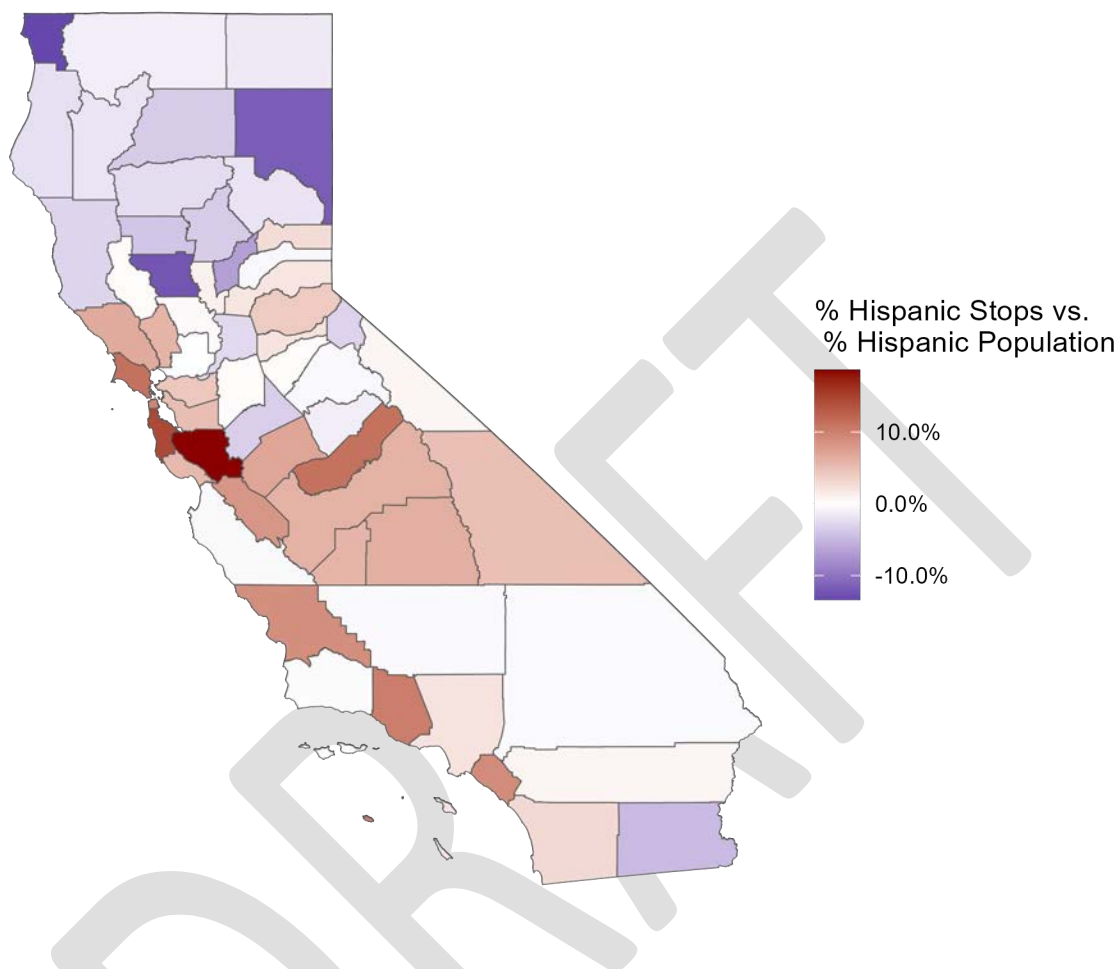 % Hispanic Stops vs.
% Hispanic Population
10.0%
0.0%
-10.0%
DRAFT